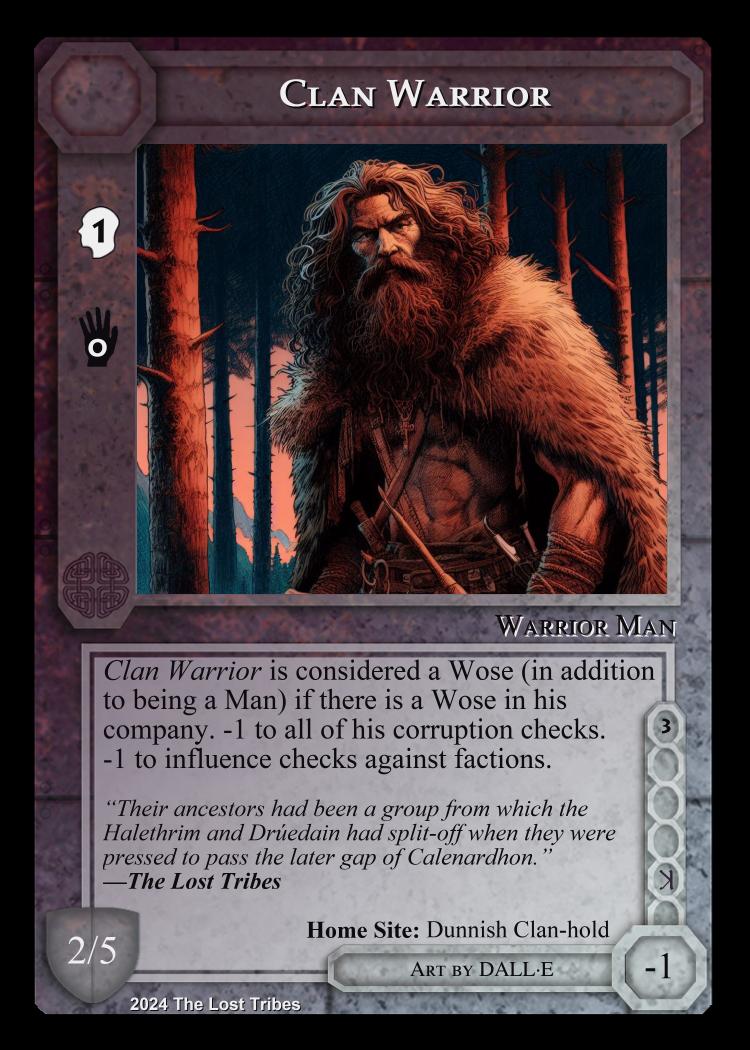 Clan Warrior
1
0
Warrior Man
Clan Warrior is considered a Wose (in addition
to being a Man) if there is a Wose in his
company. -1 to all of his corruption checks.
-1 to influence checks against factions.
3
“Their ancestors had been a group from which the
Halethrim and Drúedain had split-off when they were
pressed to pass the later gap of Calenardhon.”
—The Lost Tribes
Home Site: Dunnish Clan-hold
2/5
Art by DALL·E
-1
2024 The Lost Tribes